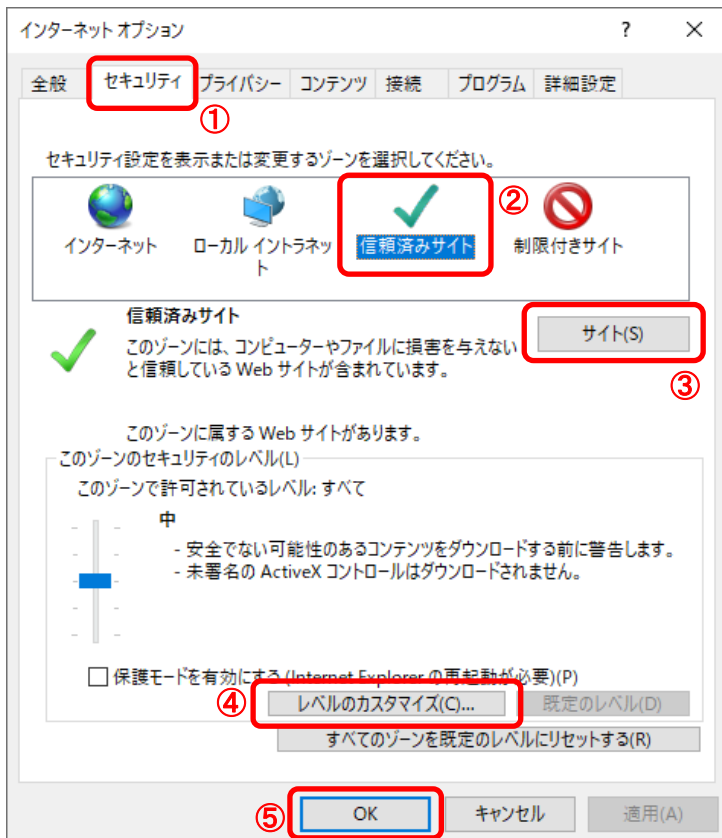 インターネット オプション ? ×
全般 セキュリティ プライバシー コンテンツ 接続 プログラム 詳細設定
①
セキュリティ設定を表示または変更するゾーンを選択してください。
②
インターネット ローカル イントラネット 信頼済みサイト 制限付きサイト
信頼済みサイト
サイト(S)
このゾーンには、コンピューターやファイルに損害を与えない
と信頼している Web サイトが含まれています。
③
このゾーンに属する Web サイトがあります。
このゾーンのセキュリティのレベル(L)
このゾーンで許可されているレベル: すべて
中
- 安全でない可能性のあるコンテンツをダウンロードする前に警告します。
- 未署名の ActiveX コントロールはダウンロードされません。
保護モードを有効にする (Internet Explorer の再起動が必要)(P)
④ レベルのカスタマイズ(C)... 既定のレベル(D)
すべてのゾーンを既定のレベルにリセットする(R)
⑤ OK キャンセル 適用(A)